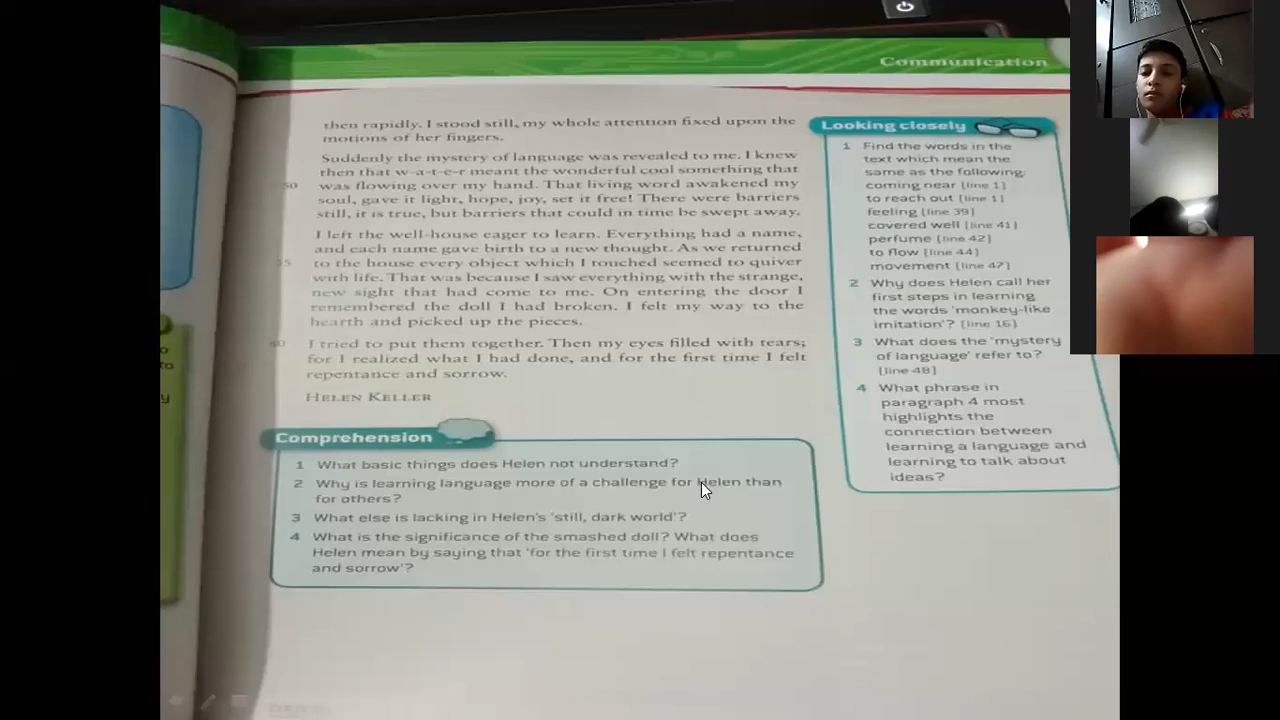 Communication
then rapidly. I stood still, my whole attention fixed upon the
motions of her fingers.
Suddenly the mystery of language was revealed to me. I knew
then that w-a-t-e-r meant the wonderful cool something that
50 was flowing over my hand. That living word awakened my
soul, gave it light, hope, joy, set it free! There were barriers
still, it is true, but barriers that could in time be swept away.
I left the well-house eager to learn. Everything had a name,
and each name gave birth to a new thought. As we returned
55 to the house every object which I touched seemed to quiver
with life. That was because I saw everything with the strange,
new sight that had come to me. On entering the door I
remembered the doll I had broken. I felt my way to the
hearth and picked up the pieces.
60 I tried to put them together. Then my eyes filled with tears;
for I realized what I had done, and for the first time I felt
repentance and sorrow.
HELEN KELLER
Comprehension
1 What basic things does Helen not understand?
2 Why is learning language more of a challenge for Helen than
for others?
3 What else is lacking in Helen's 'still, dark world'?
4 What is the significance of the smashed doll? What does
Helen mean by saying that 'for the first time I felt repentance
and sorrow'?
Looking closely
1 Find the words in the
text which mean the
same as the following:
coming near (line 1)
to reach out (line 1)
feeling (line 39)
covered well (line 41)
perfume (line 42)
to flow (line 44)
movement (line 47)
2 Why does Helen call her
first steps in learning
the words 'monkey-like
imitation'? (line 16)
3 What does the 'mystery
of language' refer to?
(line 48)
4 What phrase in
paragraph 4 most
highlights the
connection between
learning a language and
learning to talk about
ideas?